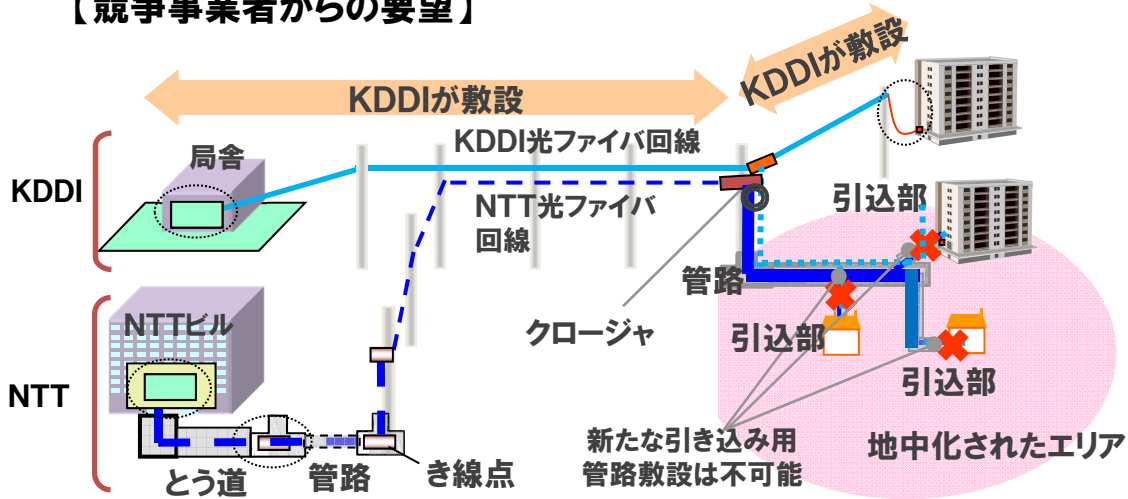 【競争事業者からの要望】
KDDIが敷設
KDDIが敷設
KDDI光ファイバ回線
局舎
KDDI
NTT光ファイバ
回線
引込部
管路
クロージャ
NTTビル
引込部
引込部
NTT
新たな引き込み用
管路敷設は不可能
地中化されたエリア
とう道
管路
き線点